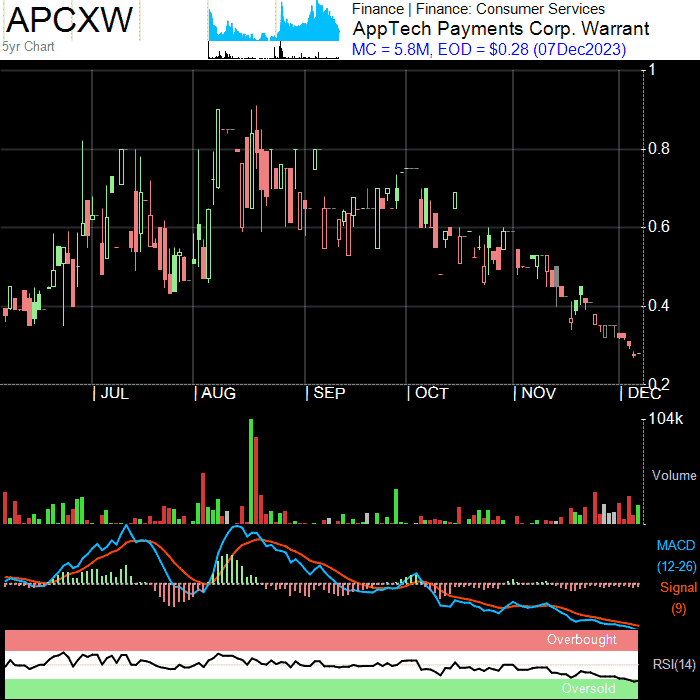 APCXW
5yr Chart
Finance | Finance: Consumer Services
AppTech Payments Corp. Warrant
MC = 5.8M, EOD = $0.28 (07Dec2023)
1
0.8
0.6
0.4
0.2
| JUL | AUG | SEP | OCT | NOV | DEC
104k
Volume
MACD
(12-26)
Signal
(9)
Overbought
RSI(14)
Oversold